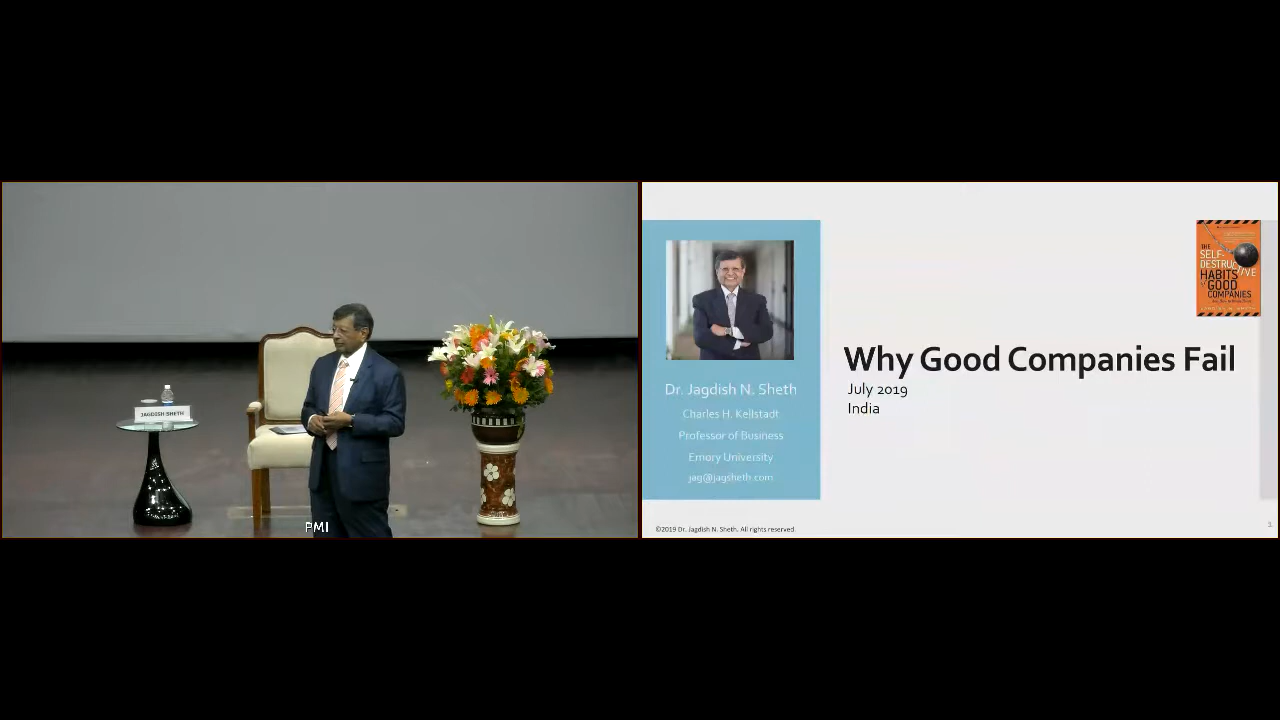 JAGDISH SHETH
PMI
Dr. Jagdish N. Sheth
Charles H. Kellstadt
Professor of Business
Emory University
jag@jagsheth.com
THE
SELF-
DESTRUCTIVE
HABITS
of GOOD
COMPANIES
Why Good Companies Fail
July 2019
India
©2019 Dr. Jagdish N. Sheth. All rights reserved.